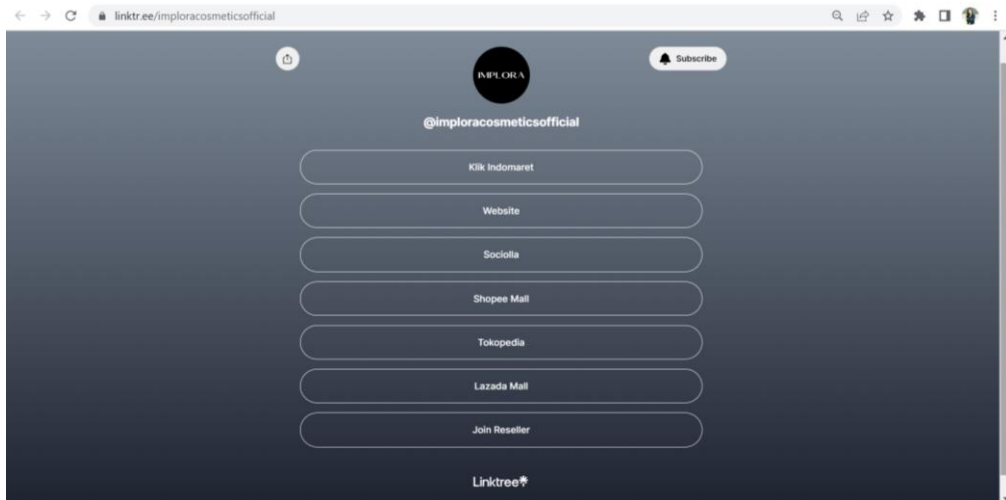 linktr.ee/imploracosmeticsofficial
IMPLORA
Subscribe
@imploracosmeticsofficial
Klik Indomaret
Website
Sociolla
Shopee Mall
Tokopedia
Lazada Mall
Join Reseller
Linktree